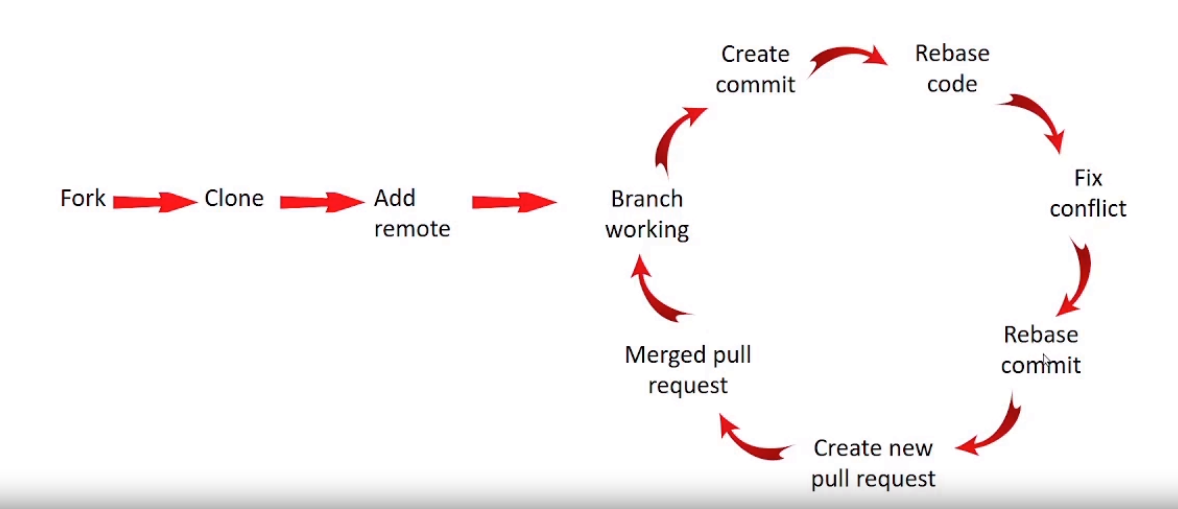 Fork
Clone
Add
remote
Branch
working
Create
commit
Rebase
code
Fix
conflict
Rebase
commit
Create new
pull request
Merged pull
request